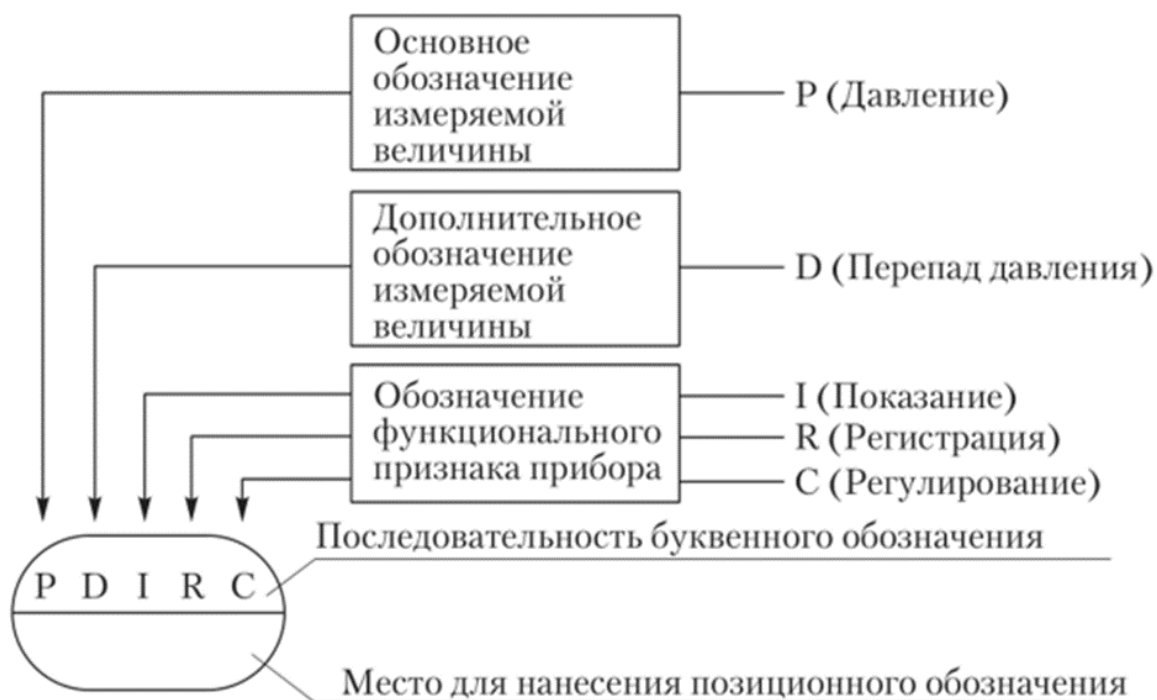 Основное
обозначение
измеряемой
величины
P (Давление)
Дополнительное
обозначение
измеряемой
величины
D (Перепад давления)
Обозначение
функционального
признака прибора
I (Показание)
R (Регистрация)
C (Регулирование)
Последовательность буквенного обозначения
P D I R C
Место для нанесения позиционного обозначения